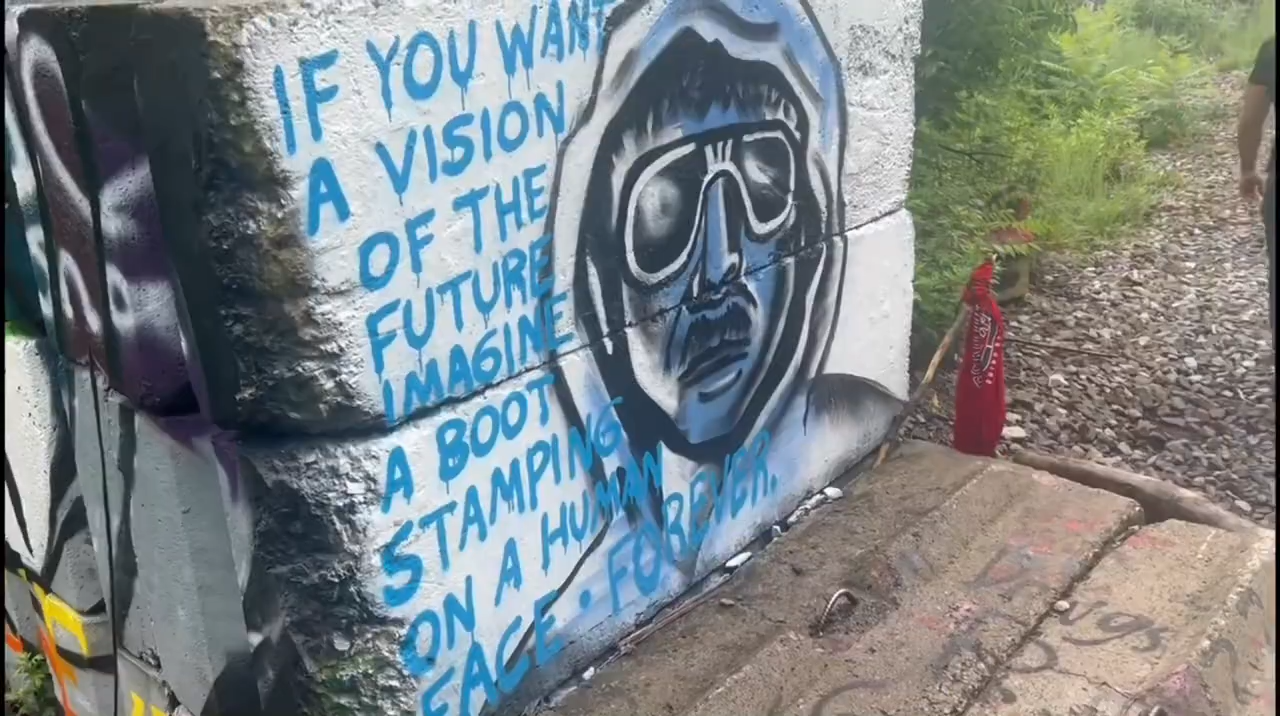 IF YOU WANT
A VISION
OF THE
FUTURE
IMAGINE
A BOOT
STAMPING
ON A HUMAN
FACE · FOREVER.